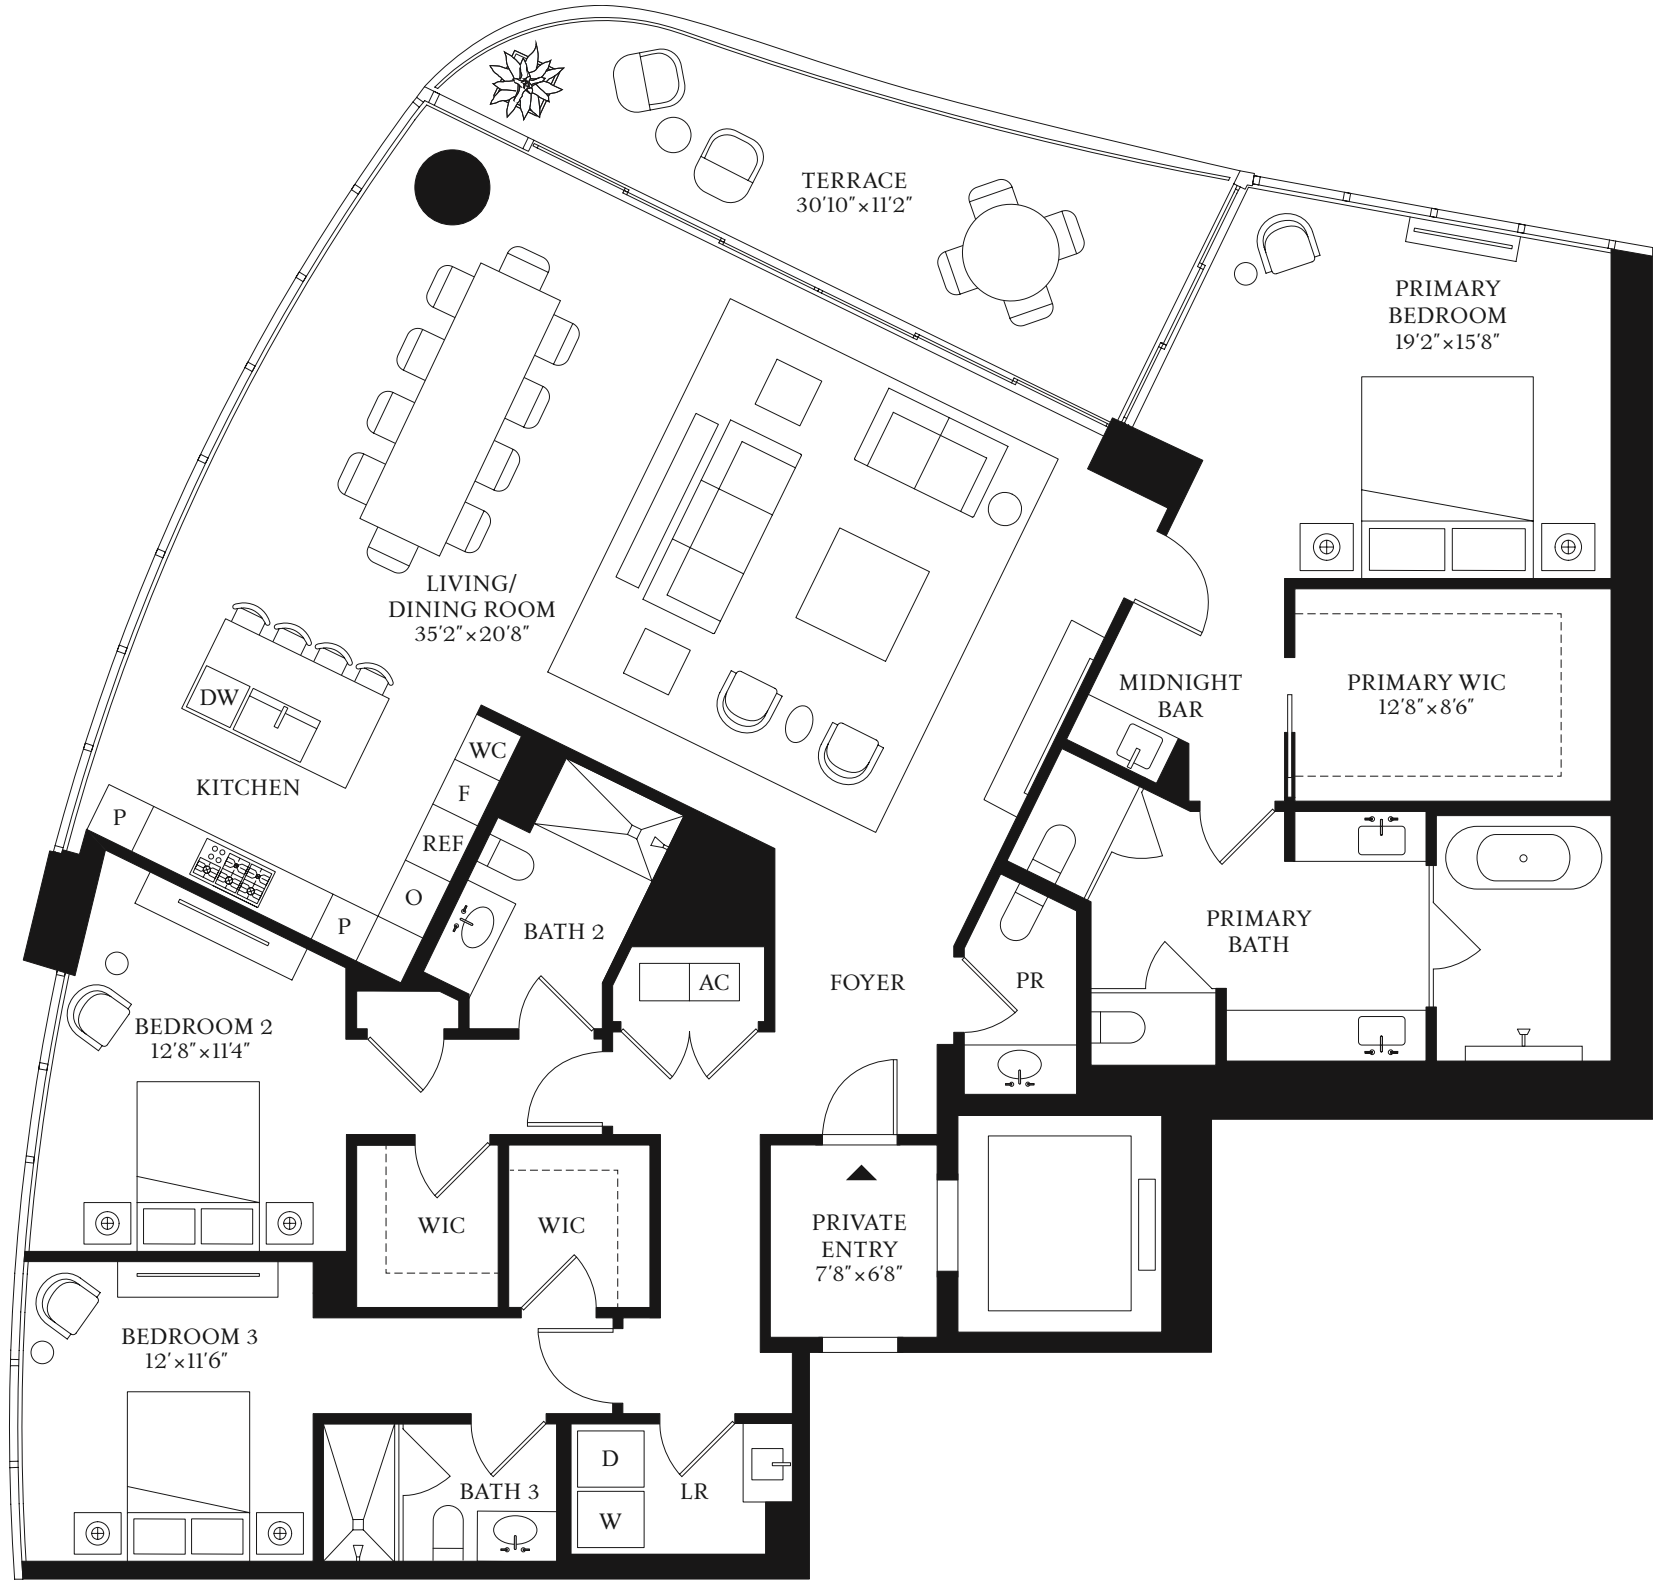 TERRACE
30'10"×11'2"
PRIMARY
BEDROOM
19'2"×15'8"
LIVING/
DINING ROOM
35'2"×20'8"
DW
MIDNIGHT
BAR
PRIMARY WIC
12'8"×8'6"
WC
KITCHEN
F
P
REF
O
P
BATH 2
PRIMARY
BATH
AC
FOYER
PR
BEDROOM 2
12'8"×11'4"
WIC
WIC
PRIVATE
ENTRY
7'8"×6'8"
BEDROOM 3
12'×11'6"
D
BATH 3
LR
W